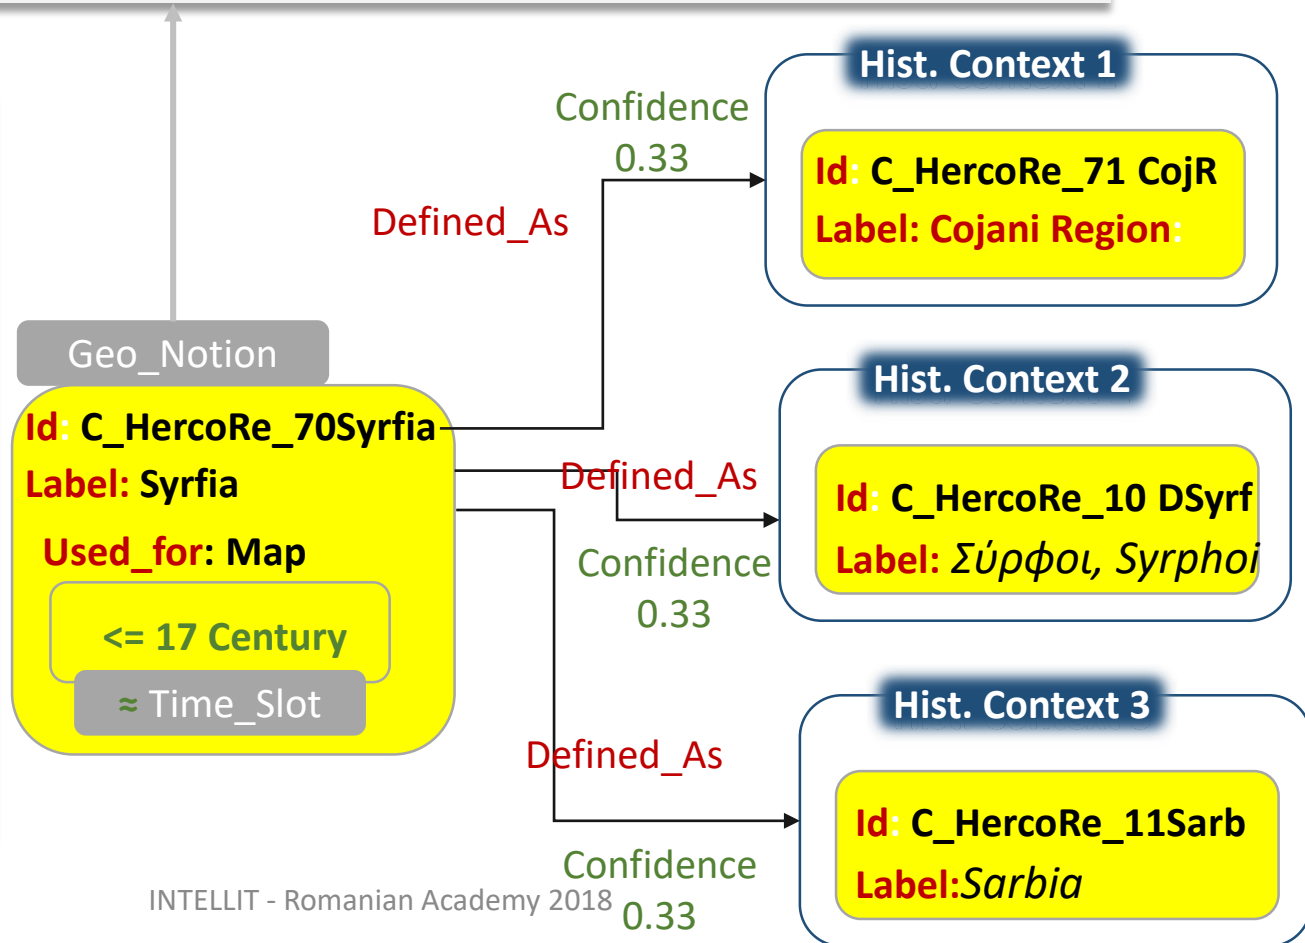 Hist. Context 1
Confidence
0.33
Id: C_HercoRe_71 CojR
Label: Cojani Region:
Defined_As
Geo_Notion
Id: C_HercoRe_70Syrfia
Label: Syrfia
Used_for: Map
<= 17 Century
≈ Time_Slot
Hist. Context 2
Defined_As
Id: C_HercoRe_10 DSyrf
Label: Σύρφοι, Syrphoi
Confidence
0.33
Hist. Context 3
Defined_As
Id: C_HercoRe_11Sarb
Label:Sarbia
Confidence
0.33
INTELLIT - Romanian Academy 2018